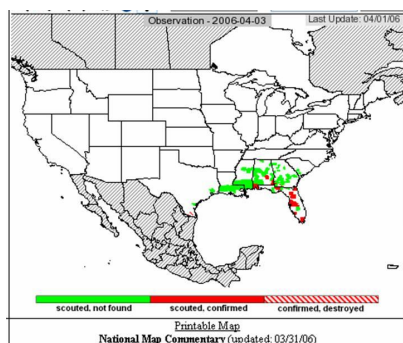 Observation - 2006-04-03
Last Update: 04/01/06
scouted, not found
scouted, confirmed
confirmed, destroyed
Printable Map
National Map Commentary (updated: 03/31/06)